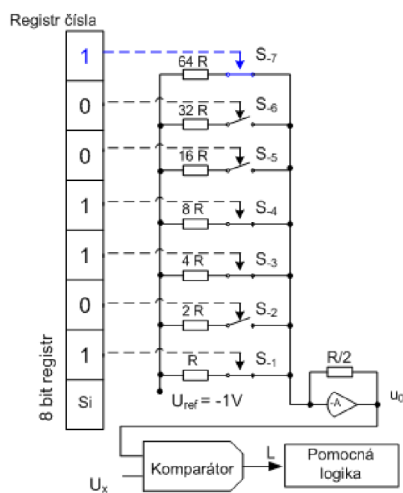 Registr čísla
1
64 R
S-7
0
32 R
S-6
0
16 R
S-5
1
8 R
S-4
1
4 R
S-3
0
2 R
S-2
1
R
S-1
Si
8 bit registr
Uref = -1V
R/2
-A
u0
Ux
Komparátor
L
Pomocná
logika